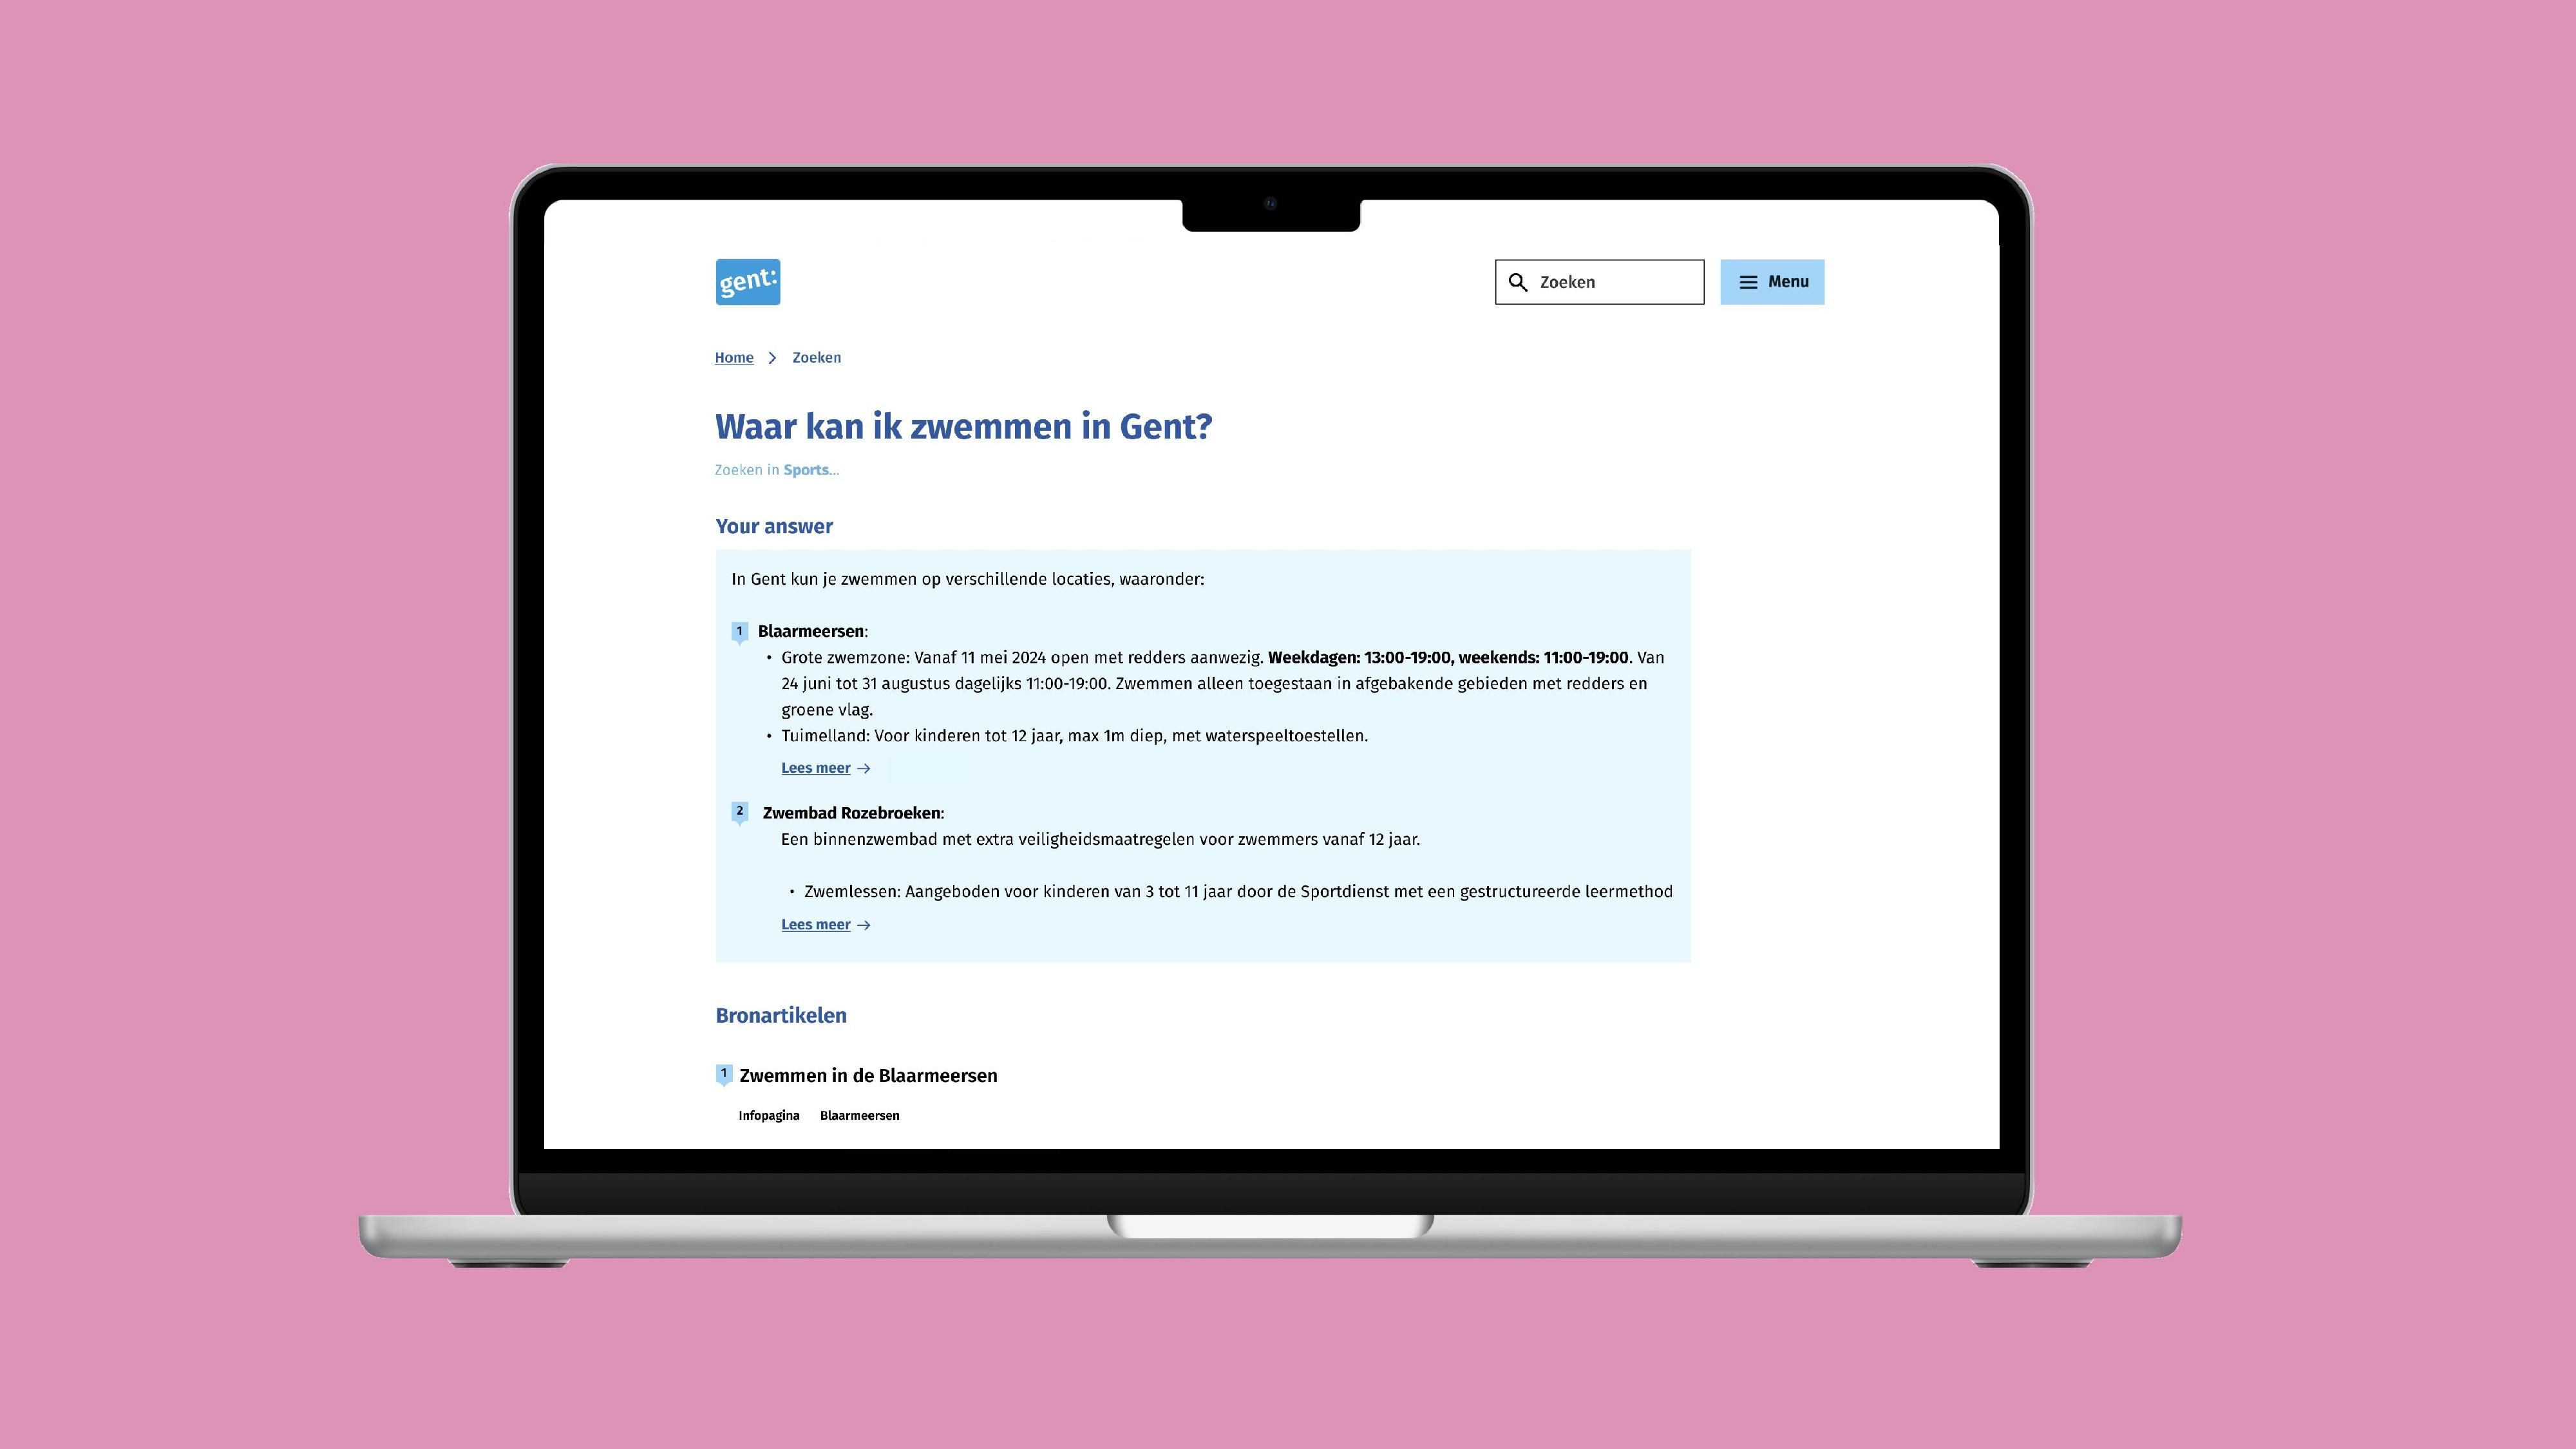 gent:
Zoeken
Menu
Home > Zoeken
Waar kan ik zwemmen in Gent?
Zoeken in Sports...
Your answer
In Gent kun je zwemmen op verschillende locaties, waaronder:
1 Blaarmeersen:
• Grote zwemzone: Vanaf 11 mei 2024 open met redders aanwezig. Weekdagen: 13:00-19:00, weekends: 11:00-19:00. Van
24 juni tot 31 augustus dagelijks 11:00-19:00. Zwemmen alleen toegestaan in afgebakende gebieden met redders en
groene vlag.
• Tuimelland: Voor kinderen tot 12 jaar, max 1m diep, met waterspeeltoestellen.
Lees meer →
2 Zwembad Rozebroeken:
Een binnenzwembad met extra veiligheidsmaatregelen voor zwemmers vanaf 12 jaar.
• Zwemlessen: Aangeboden voor kinderen van 3 tot 11 jaar door de Sportdienst met een gestructureerde leermethod
Lees meer →
Bronartikelen
1 Zwemmen in de Blaarmeersen
Infopagina Blaarmeersen